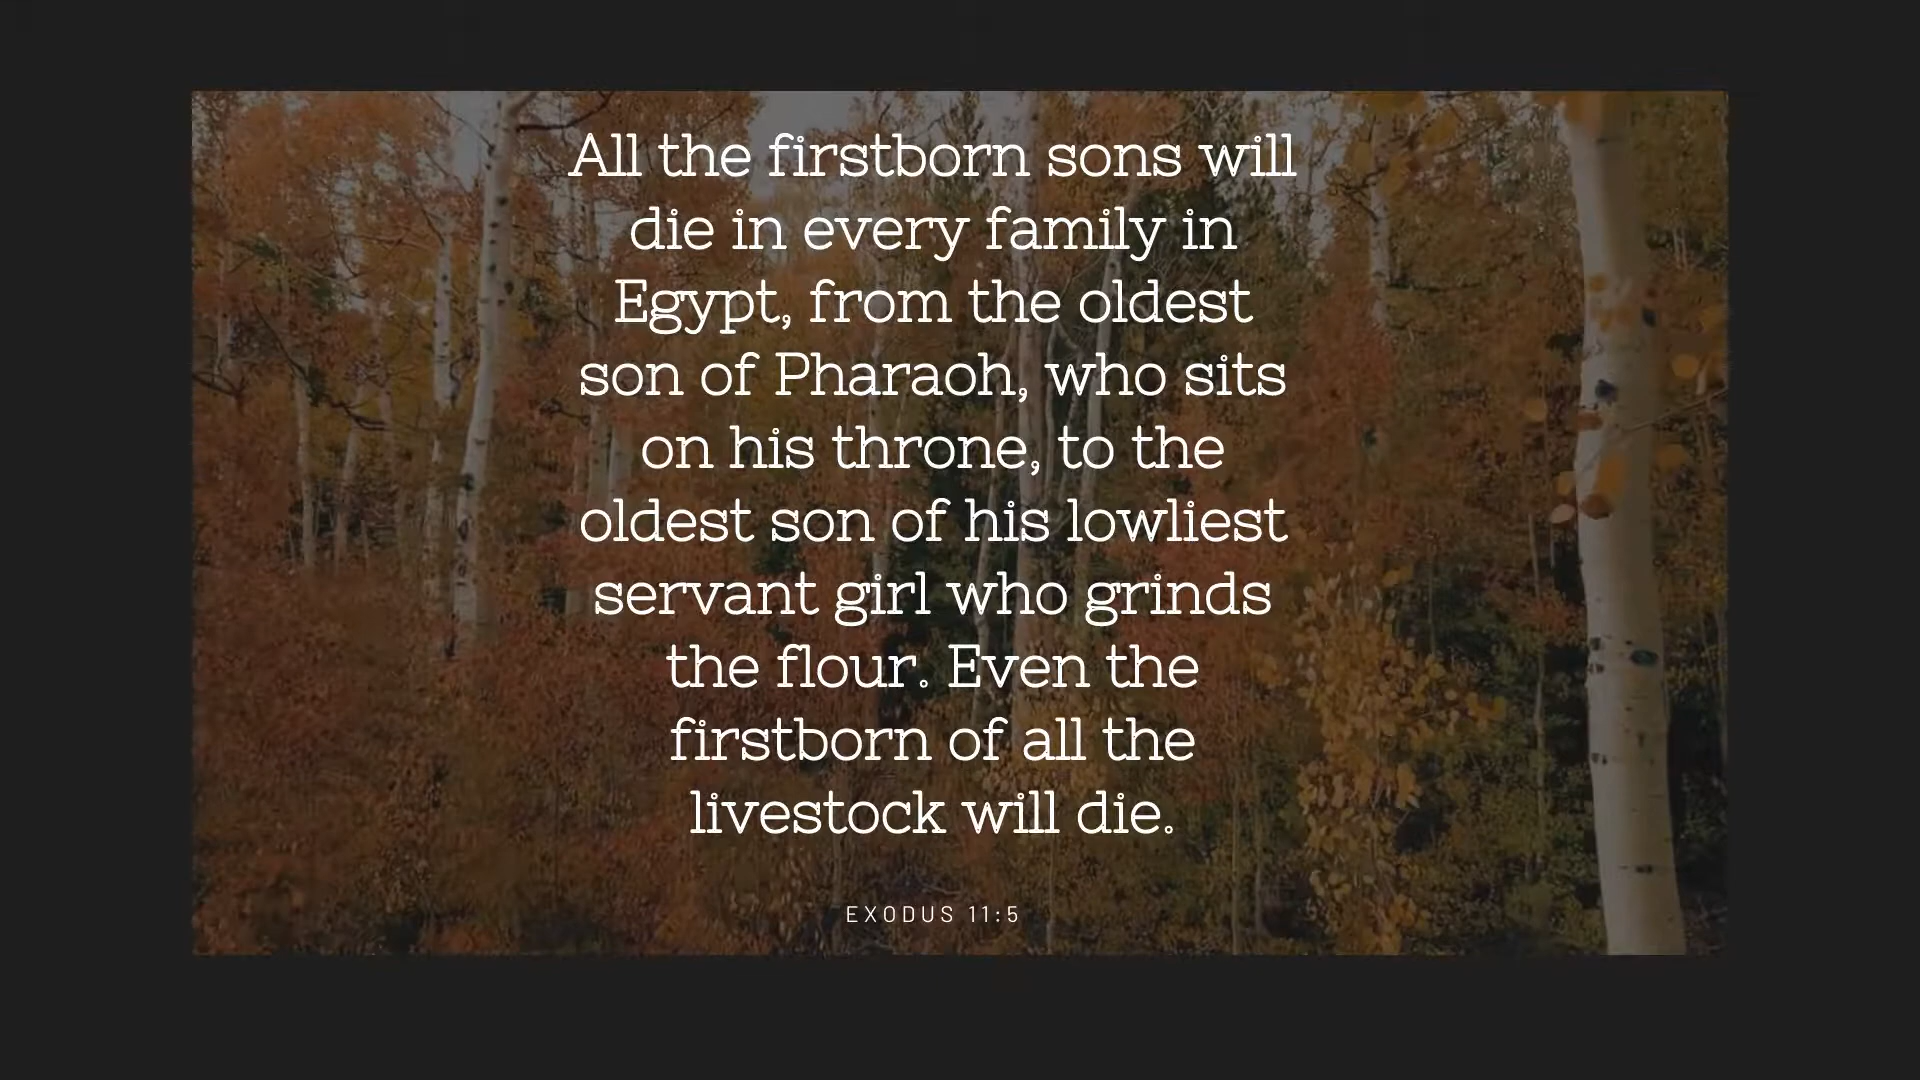 All the firstborn sons will
die in every family in
Egypt, from the oldest
son of Pharaoh, who sits
on his throne, to the
oldest son of his lowliest
servant girl who grinds
the flour. Even the
firstborn of all the
livestock will die.
EXODUS 11:5